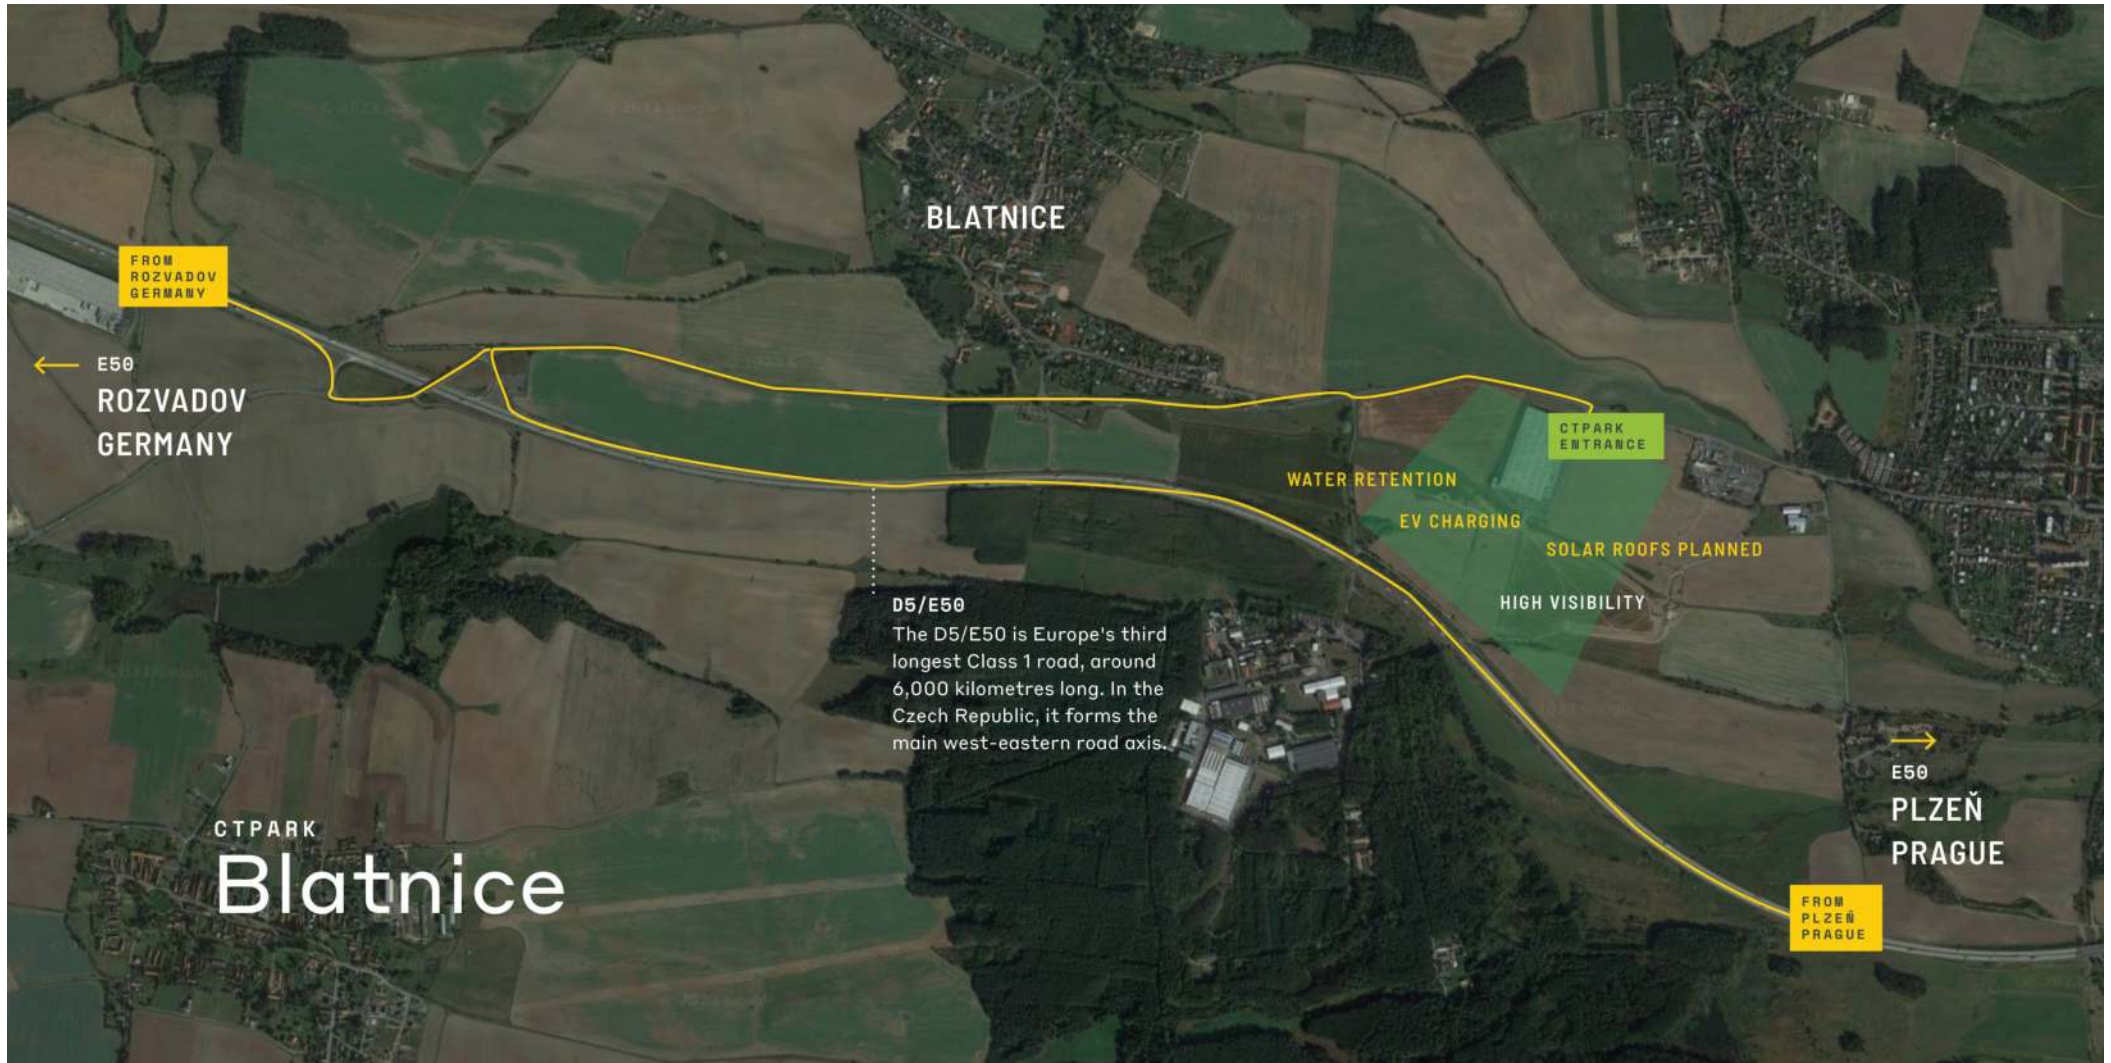 BLATNICE
FROM
ROZVADOV
GERMANY
E50
ROZVADOV
GERMANY
CTPARK
ENTRANCE
WATER RETENTION
EV CHARGING
SOLAR ROOFS PLANNED
HIGH VISIBILITY
D5/E50
The D5/E50 is Europe's third
longest Class 1 road, around
6,000 kilometres long. In the
Czech Republic, it forms the
main west-eastern road axis.
E50
PLZEŇ
PRAGUE
CTPARK
Blatnice
FROM
PLZEŇ
PRAGUE